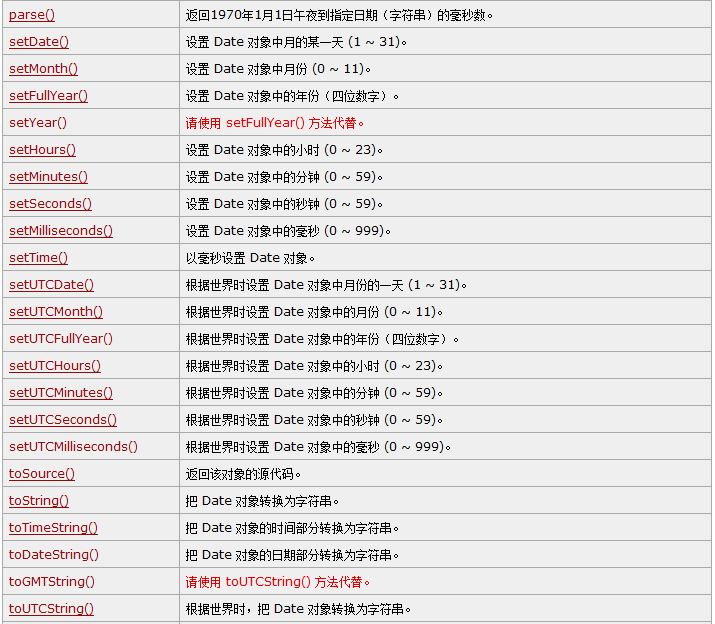 parse() 返回1970年1月1日午夜到指定日期（字符串）的毫秒数。
setDate() 设置 Date 对象中月的某一天 (1 ~ 31)。
setMonth() 设置 Date 对象中月份 (0 ~ 11)。
setFullYear() 设置 Date 对象中的年份（四位数字）。
setYear() 请使用 setFullYear() 方法代替。
setHours() 设置 Date 对象中的小时 (0 ~ 23)。
setMinutes() 设置 Date 对象中的分钟 (0 ~ 59)。
setSeconds() 设置 Date 对象中的秒钟 (0 ~ 59)。
setMilliseconds() 设置 Date 对象中的毫秒 (0 ~ 999)。
setTime() 以毫秒设置 Date 对象。
setUTCDate() 根据世界时设置 Date 对象中月份的一天 (1 ~ 31)。
setUTCMonth() 根据世界时设置 Date 对象中的月份 (0 ~ 11)。
setUTCFullYear() 根据世界时设置 Date 对象中的年份（四位数字）。
setUTCHours() 根据世界时设置 Date 对象中的小时 (0 ~ 23)。
setUTCMinutes() 根据世界时设置 Date 对象中的分钟 (0 ~ 59)。
setUTCSeconds() 根据世界时设置 Date 对象中的秒钟 (0 ~ 59)。
setUTCMilliseconds() 根据世界时设置 Date 对象中的毫秒 (0 ~ 999)。
toSource() 返回该对象的源代码。
toString() 把 Date 对象转换为字符串。
toTimeString() 把 Date 对象的时间部分转换为字符串。
toDateString() 把 Date 对象的日期部分转换为字符串。
toGMTString() 请使用 toUTCString() 方法代替。
toUTCString() 根据世界时，把 Date 对象转换为字符串。